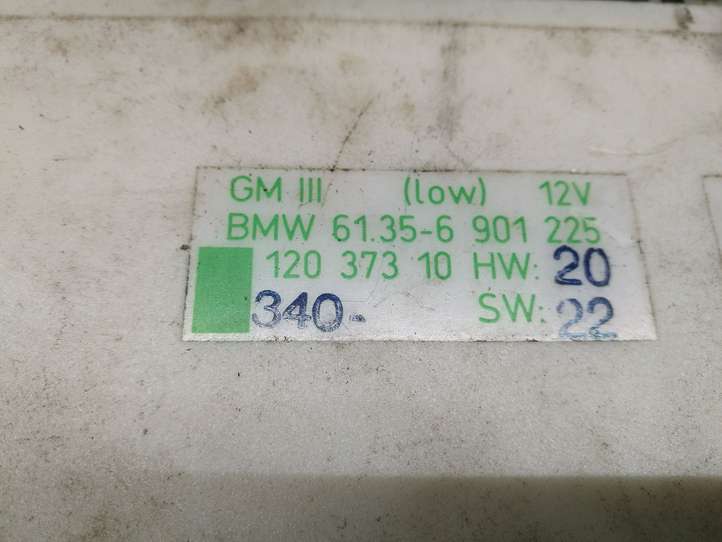 GM III (low) 12V
BMW 61.35-6 901 225
120 373 10 HW: 20
340- SW: 22